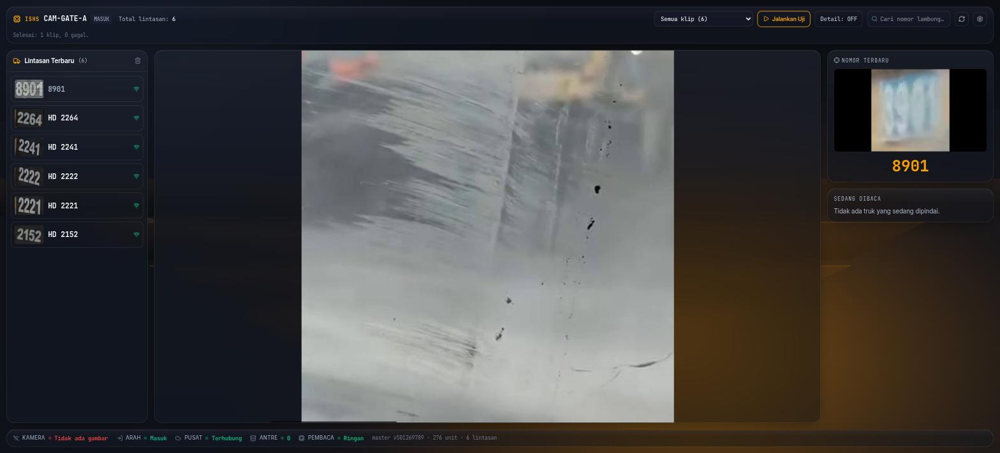 ISHS CAM-GATE-A MASUK Total lintasan: 6
Semua klip (6) Jalankan Uji Detail: OFF Cari nomor lambung…
Selesai: 1 klip, 0 gagal.
Lintasan Terbaru (6)
8901 8901
2264 HD 2264
2241 HD 2241
2222 HD 2222
2221 HD 2221
2152 HD 2152
NOMOR TERBARU
8901
8901
SEDANG DIBACA
Tidak ada truk yang sedang dipindai.
KAMERA Tidak ada gambar ARAH Masuk PUSAT Terhubung ANTRE 0 PEMBACA Ringan master v501269789 · 276 unit · 6 lintasan